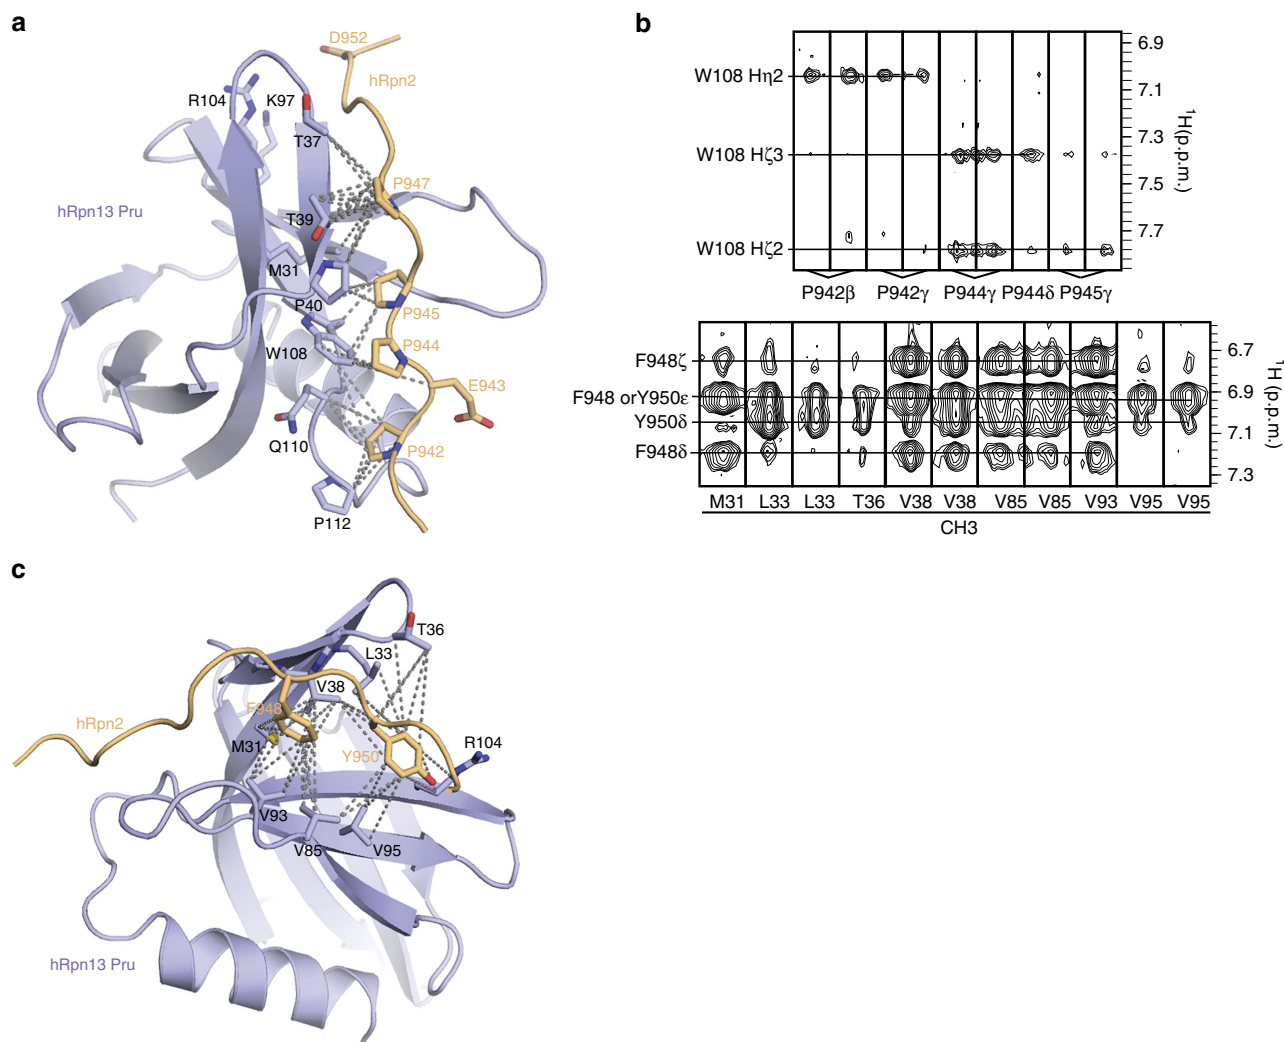 a
D952
hRpn2
R104
K97
T37
P947
hRpn13 Pru
T39
M31
P40
P945
W108
P944
E943
Q110
P942
P112
b
W108 Hη2
W108 Hζ3
W108 Hζ2
6.9
7.1
7.3
7.5
7.7
¹H(p.p.m.)
P942β P942γ P944γ P944δ P945γ
F948ζ
F948 orY950ε
Y950δ
F948δ
6.7
6.9
7.1
7.3
¹H (p.p.m.)
M31 L33 L33 T36 V38 V38 V85 V85 V93 V95 V95
CH3
c
T36
L33
V38
F948
hRpn2
M31
Y950
R104
V93
V85
V95
hRpn13 Pru